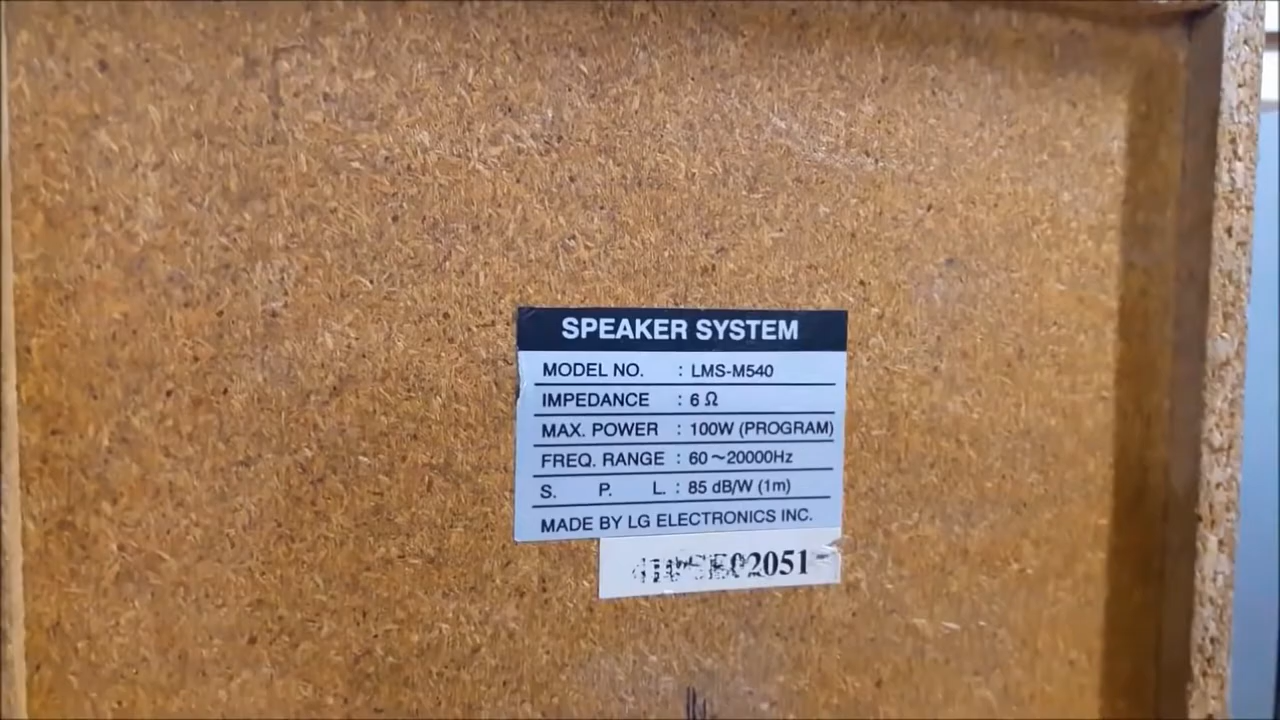 SPEAKER SYSTEM
MODEL NO. : LMS-M540
IMPEDANCE : 6 Ω
MAX. POWER : 100W (PROGRAM)
FREQ. RANGE : 60～20000Hz
S. P. L. : 85 dB/W (1m)
MADE BY LG ELECTRONICS INC.